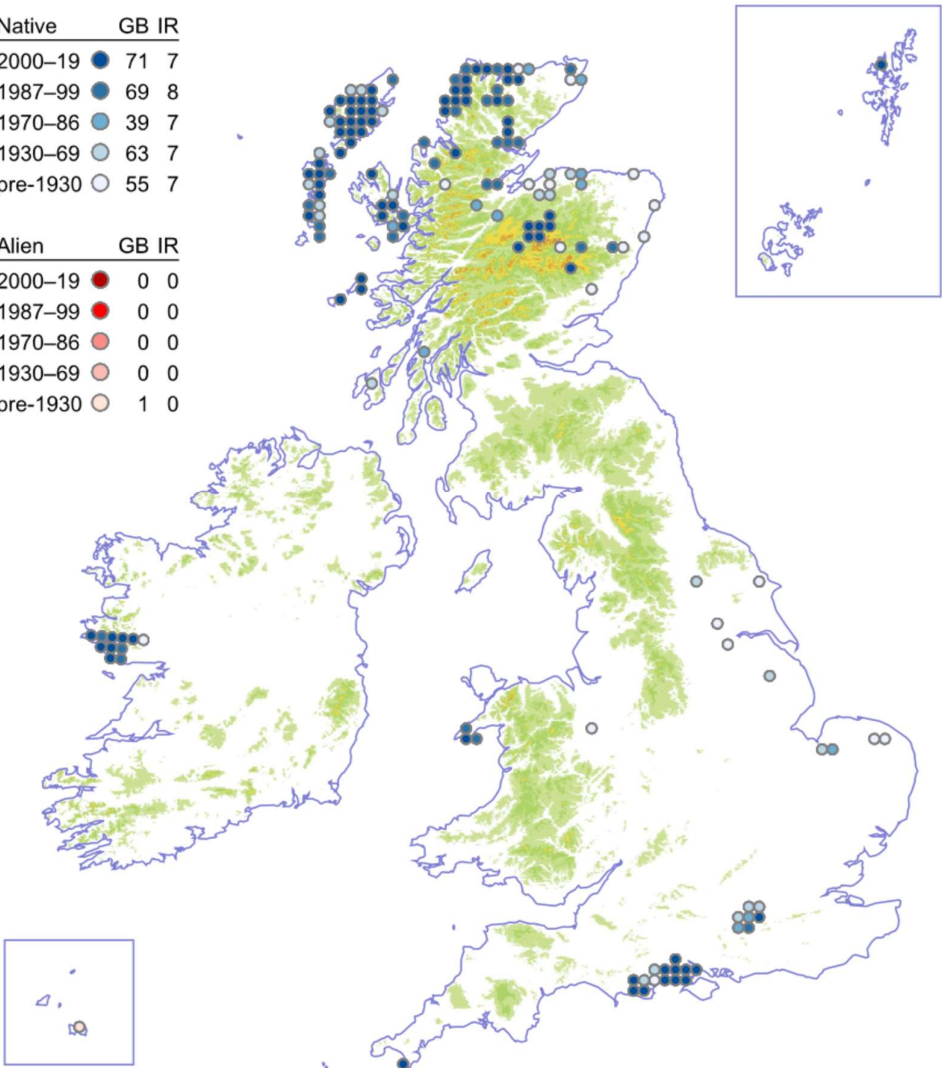 Native GB IR
2000–19 71 7
1987–99 69 8
1970–86 39 7
1930–69 63 7
pre-1930 55 7
Alien GB IR
2000–19 0 0
1987–99 0 0
1970–86 0 0
1930–69 0 0
pre-1930 1 0